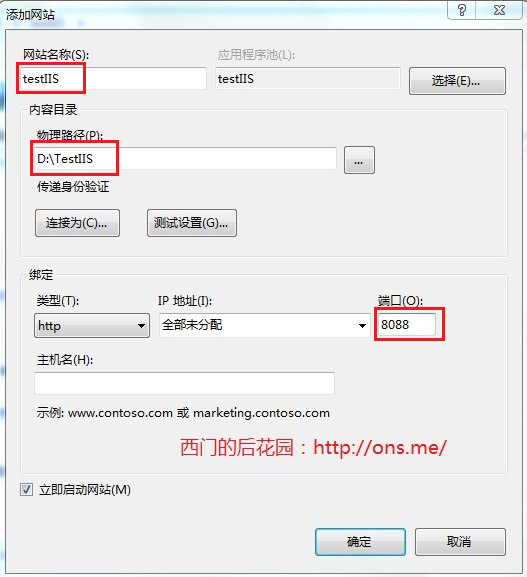 添加网站
?
网站名称(S):
应用程序池(L):
testIIS
testIIS
选择(E)...
内容目录
物理路径(P):
D:\TestIIS
...
传递身份验证
连接为(C)...
测试设置(G)...
绑定
类型(T):
IP 地址(I):
端口(O):
http
全部未分配
8088
主机名(H):
示例: www.contoso.com 或 marketing.contoso.com
西门的后花园：http://ons.me/
立即启动网站(M)
确定
取消